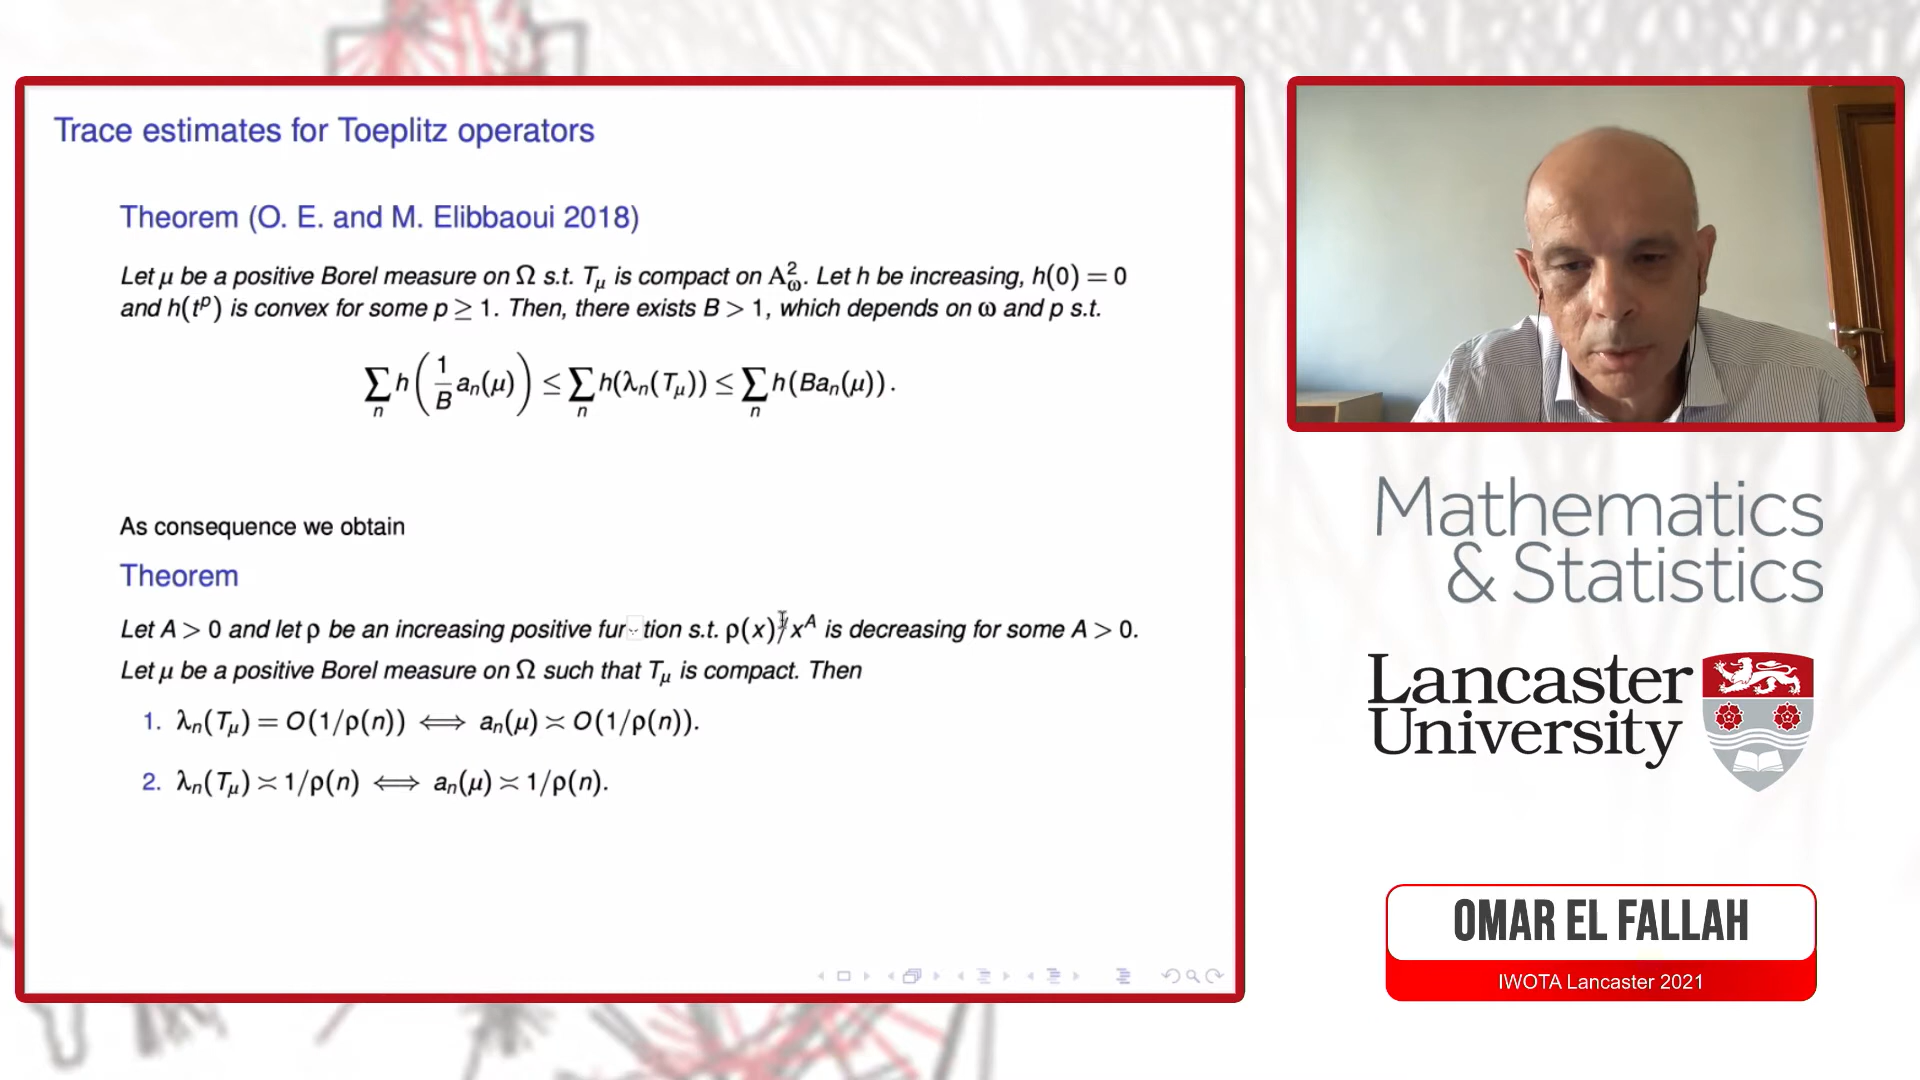 Trace estimates for Toeplitz operators
Theorem (O. E. and M. Elibbaoui 2018)
Let μ be a positive Borel measure on Ω s.t. T_μ is compact on A²_ω. Let h be increasing, h(0) = 0
and h(t^p) is convex for some p ≥ 1. Then, there exists B > 1, which depends on ω and p s.t.
∑_n h(1/B a_n(μ)) ≤ ∑_n h(λ_n(T_μ)) ≤ ∑_n h(Ba_n(μ)).
As consequence we obtain
Theorem
Let A > 0 and let ρ be an increasing positive fur tion s.t. ρ(x)/x^A is decreasing for some A > 0.
Let μ be a positive Borel measure on Ω such that T_μ is compact. Then
1. λ_n(T_μ) = O(1/ρ(n)) ⟺ a_n(μ) ≍ O(1/ρ(n)).
2. λ_n(T_μ) ≍ 1/ρ(n) ⟺ a_n(μ) ≍ 1/ρ(n).
Mathematics
& Statistics
Lancaster
University
OMAR EL FALLAH
IWOTA Lancaster 2021